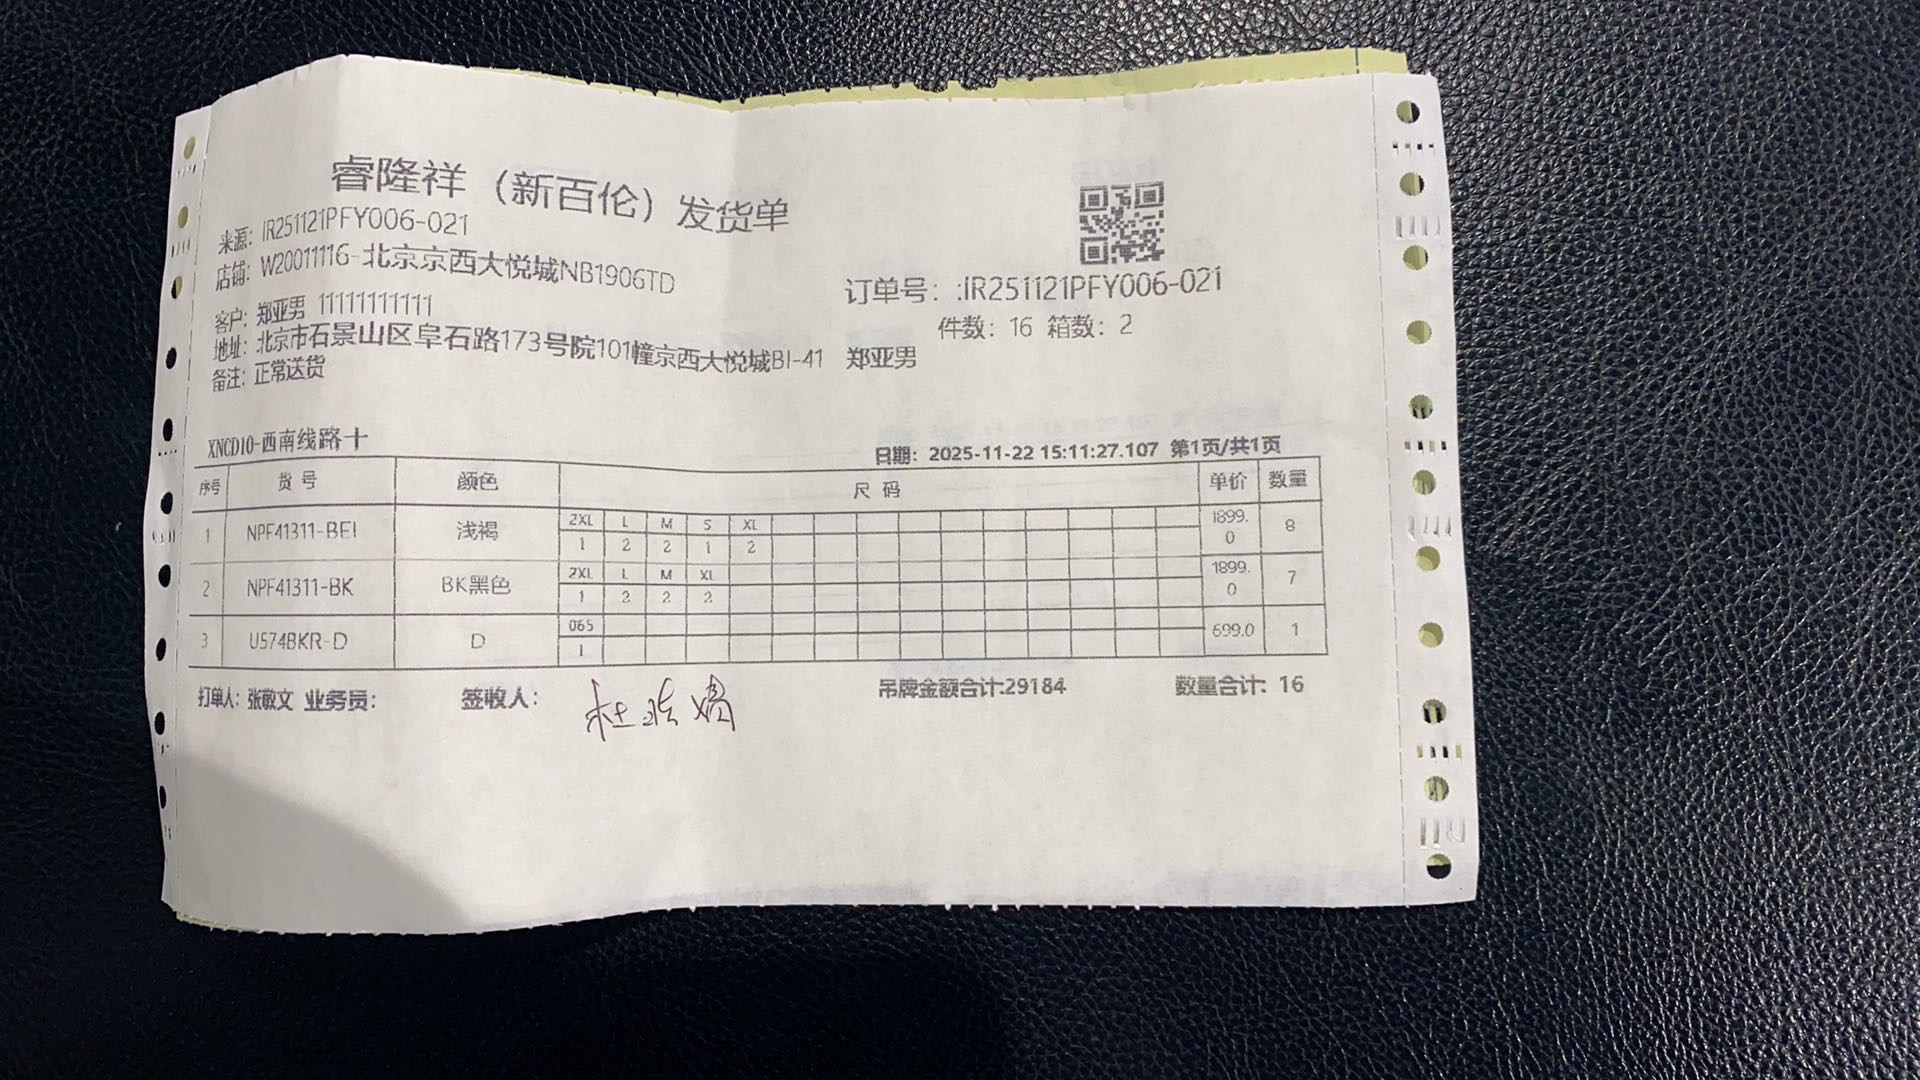 睿隆祥（新百伦）发货单
来源: IR251121PFY006-021
店铺: W20011116-北京京西大悦城NB1906TD
订单号：:IR251121PFY006-021
客户: 郑亚男 11111111111
件数: 16 箱数: 2
地址: 北京市石景山区阜石路173号院101幢京西大悦城BI-41 郑亚男
备注: 正常送货
XNCD10-西南线路十
日期: 2025-11-22 15:11:27.107 第1页/共1页
序号 货号 颜色 尺码 单价 数量
1 NPF41311-BEI 浅褐 2XL L M S XL 1899.0 8
1 2 2 1 2
2 NPF41311-BK BK黑色 2XL L M XL 1899.0 7
1 2 2 2
3 U574BKR-D D 065 699.0 1
1
打单人: 张敬文 业务员: 签收人: 杜 吊牌金额合计:29184 数量合计: 16